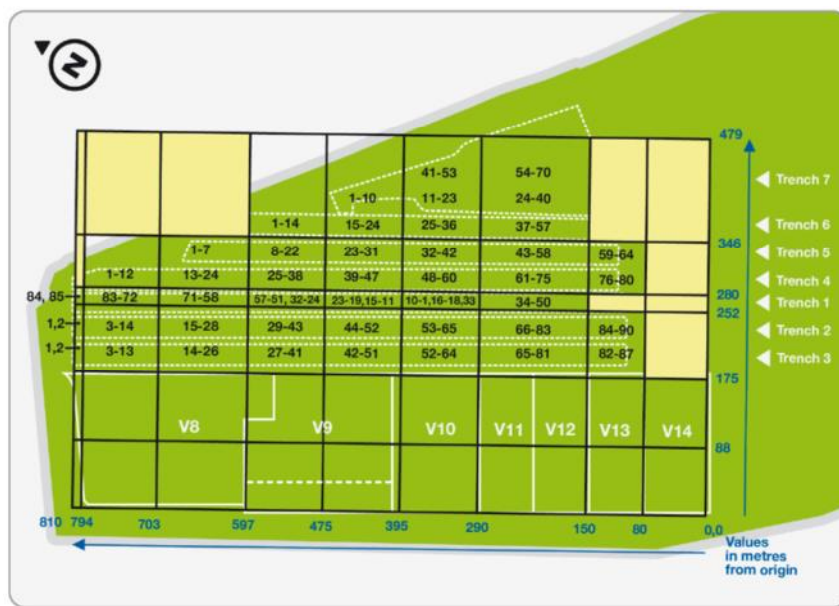 N
479
41-53 54-70
Trench 7
1-10 11-23 24-40
1-14 15-24 25-36 37-57
Trench 6
346
1-7 8-22 23-31 32-42 43-58 59-64
Trench 5
1-12 13-24 25-38 39-47 48-60 61-75 76-80
Trench 4
280
84, 85 83-72 71-58 57-51, 32-24 23-19,15-11 10-1,16-18,33 34-50
Trench 1
252
1,2 3-14 15-28 29-43 44-52 53-65 66-83 84-90
Trench 2
1,2 3-13 14-26 27-41 42-51 52-64 65-81 82-87
Trench 3
175
V8 V9 V10 V11 V12 V13 V14
88
810 794 703 597 475 395 290 150 80 0,0
Values
in metres
from origin